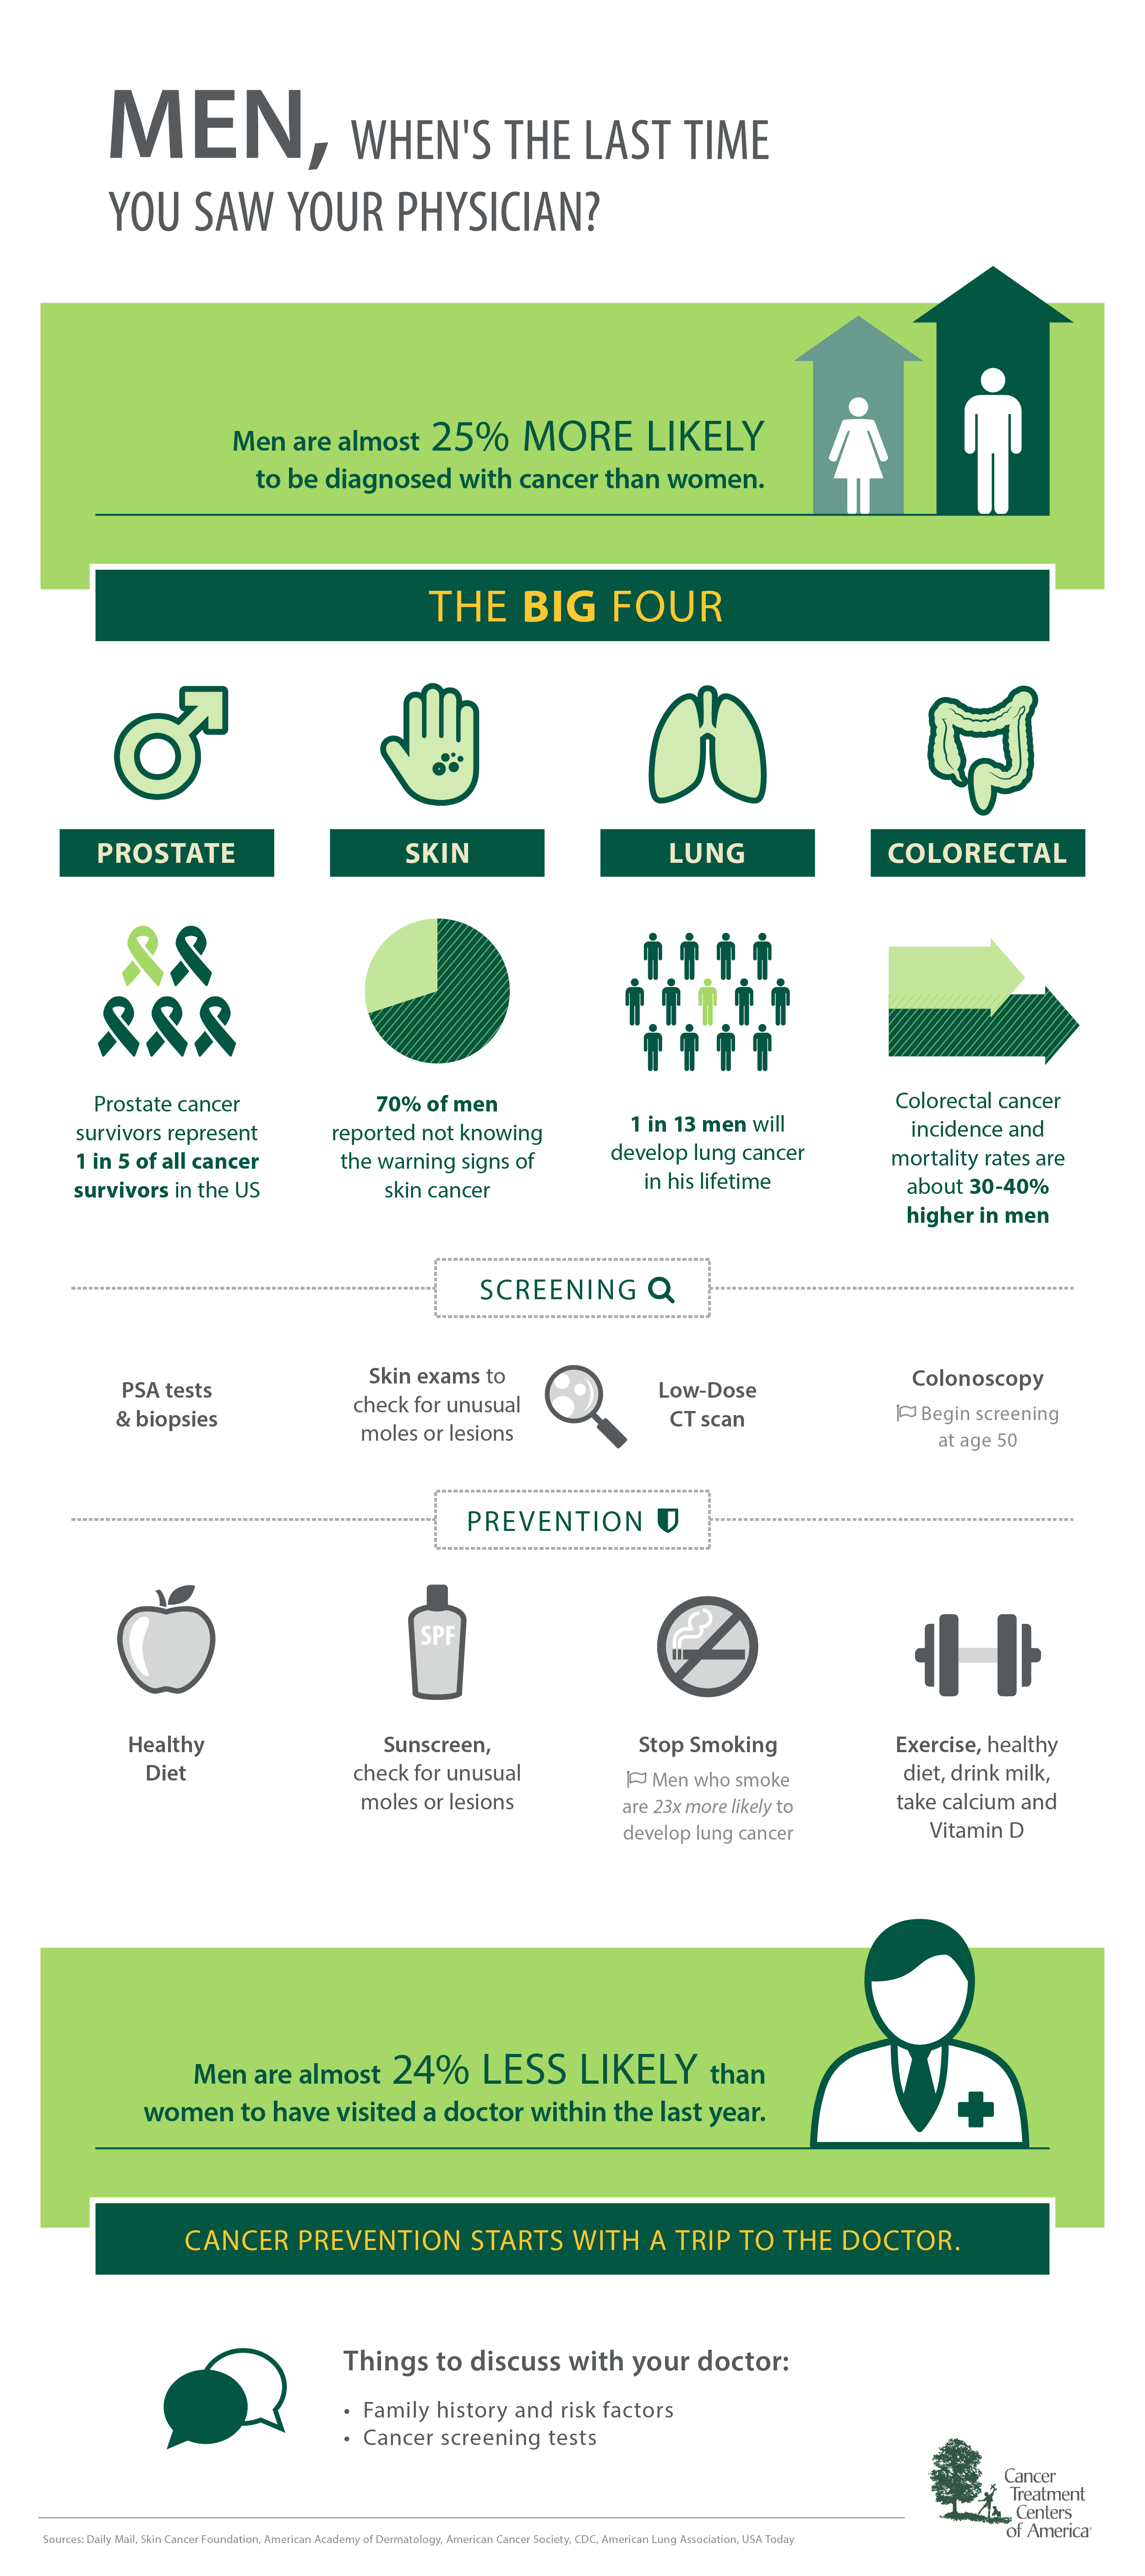 MEN, WHEN'S THE LAST TIME
YOU SAW YOUR PHYSICIAN?
Men are almost 25% MORE LIKELY
to be diagnosed with cancer than women.
THE BIG FOUR
PROSTATE
Prostate cancer
survivors represent
1 in 5 of all cancer
survivors in the US
SKIN
70% of men
reported not knowing
the warning signs of
skin cancer
LUNG
1 in 13 men will
develop lung cancer
in his lifetime
COLORECTAL
Colorectal cancer
incidence and
mortality rates are
about 30-40%
higher in men
SCREENING
PSA tests
& biopsies
Skin exams to
check for unusual
moles or lesions
Low-Dose
CT scan
Colonoscopy
Begin screening
at age 50
PREVENTION
Healthy
Diet
SPF
Sunscreen,
check for unusual
moles or lesions
Stop Smoking
Men who smoke
are 23x more likely to
develop lung cancer
Exercise, healthy
diet, drink milk,
take calcium and
Vitamin D
Men are almost 24% LESS LIKELY than
women to have visited a doctor within the last year.
CANCER PREVENTION STARTS WITH A TRIP TO THE DOCTOR.
Things to discuss with your doctor:
• Family history and risk factors
• Cancer screening tests
Cancer
Treatment
Centers
of America®
Sources: Daily Mail, Skin Cancer Foundation, American Academy of Dermatology, American Cancer Society, CDC, American Lung Association, USA Today